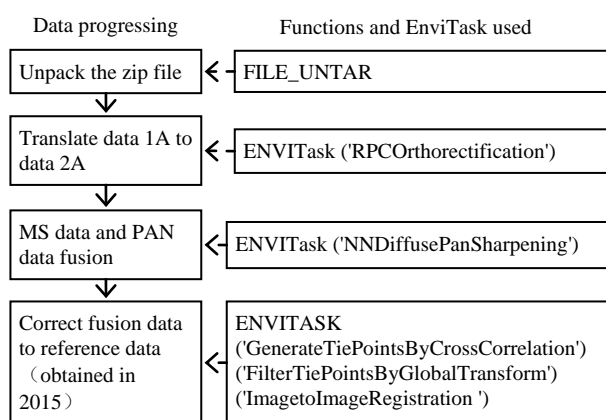 Data progressing
Functions and EnviTask used
Unpack the zip file
FILE_UNTAR
Translate data 1A to
data 2A
ENVITask ('RPCOrthorectification')
MS data and PAN
data fusion
ENVITask ('NNDiffusePanSharpening')
Correct fusion data
to reference data
（obtained in
2015）
ENVITASK
('GenerateTiePointsByCrossCorrelation')
('FilterTiePointsByGlobalTransform')
('ImagetoImageRegistration ')